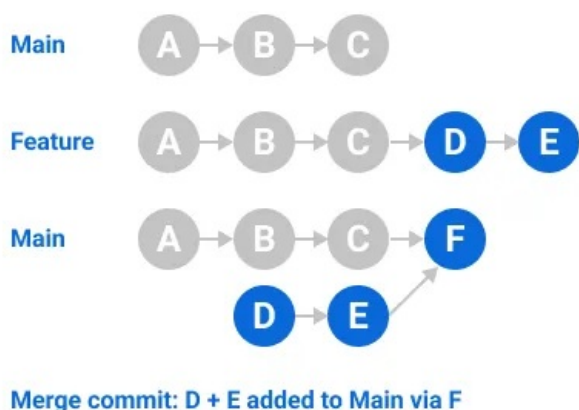 Main A B C
Feature A B C D E
Main A B C F
D E
Merge commit: D + E added to Main via F